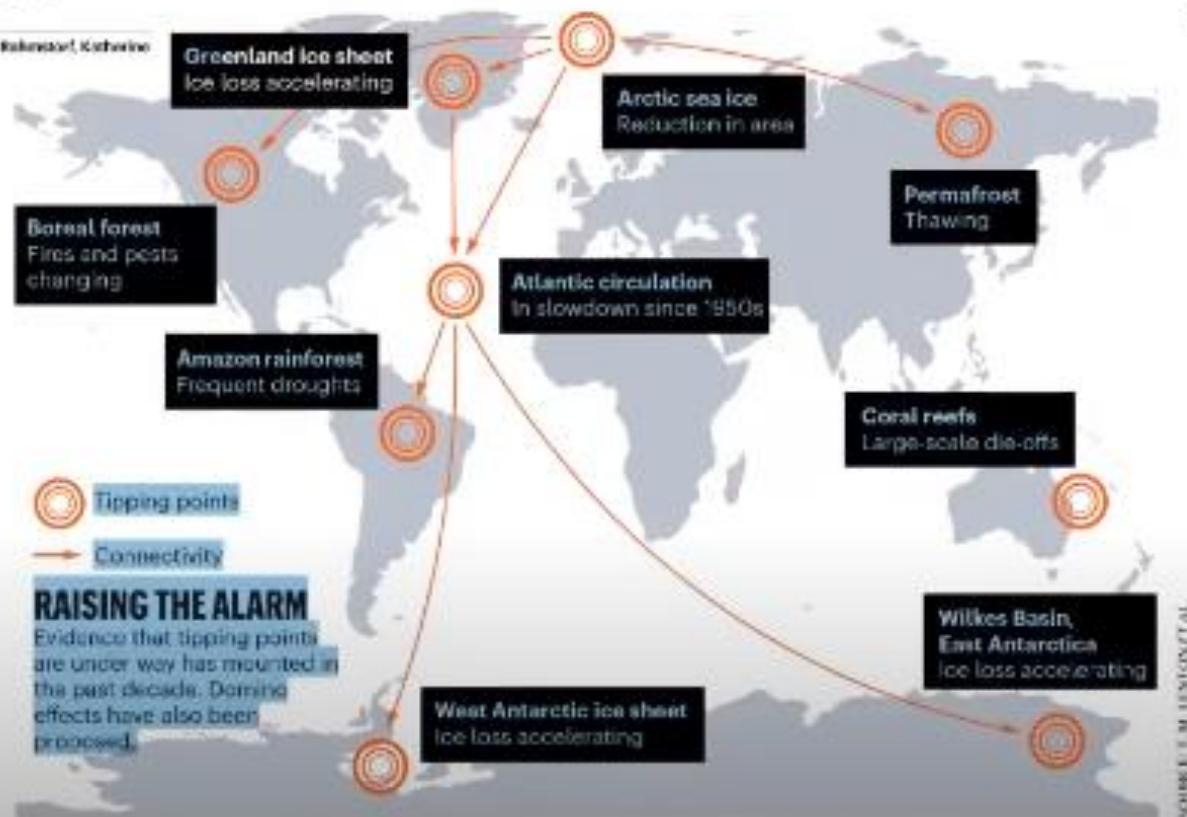 Rahmstorf, Katherine
Greenland ice sheet
Ice loss accelerating
Arctic sea ice
Reduction in area
Permafrost
Thawing
Boreal forest
Fires and pests
changing
Atlantic circulation
In slowdown since 1950s
Amazon rainforest
Frequent droughts
Coral reefs
Large-scale die-offs
Tipping points
Connectivity
RAISING THE ALARM
Evidence that tipping points
are under way has mounted in
the past decade. Domino
effects have also been
proposed.
Wilkes Basin,
East Antarctica
Ice loss accelerating
West Antarctic ice sheet
Ice loss accelerating